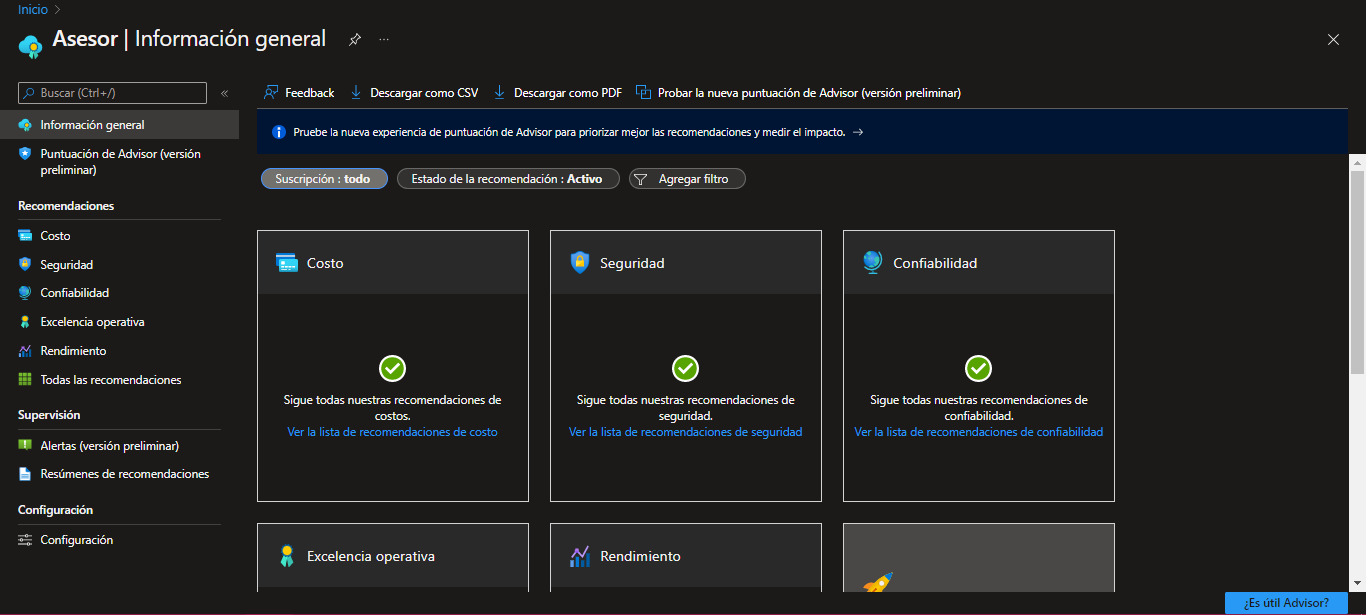 Inicio >
Asesor | Información general
Buscar (Ctrl+/)
«
Información general
Puntuación de Advisor (versión
preliminar)
Recomendaciones
Costo
Seguridad
Confiabilidad
Excelencia operativa
Rendimiento
Todas las recomendaciones
Supervisión
Alertas (versión preliminar)
Resúmenes de recomendaciones
Configuración
Configuración
Feedback
Descargar como CSV
Descargar como PDF
Probar la nueva puntuación de Advisor (versión preliminar)
Pruebe la nueva experiencia de puntuación de Advisor para priorizar mejor las recomendaciones y medir el impacto. →
Suscripción : todo
Estado de la recomendación : Activo
Agregar filtro
Costo
Sigue todas nuestras recomendaciones de
costos.
Ver la lista de recomendaciones de costo
Seguridad
Sigue todas nuestras recomendaciones de
seguridad.
Ver la lista de recomendaciones de seguridad
Confiabilidad
Sigue todas nuestras recomendaciones de
confiabilidad.
Ver la lista de recomendaciones de confiabilidad
Excelencia operativa
Rendimiento
¿Es útil Advisor?